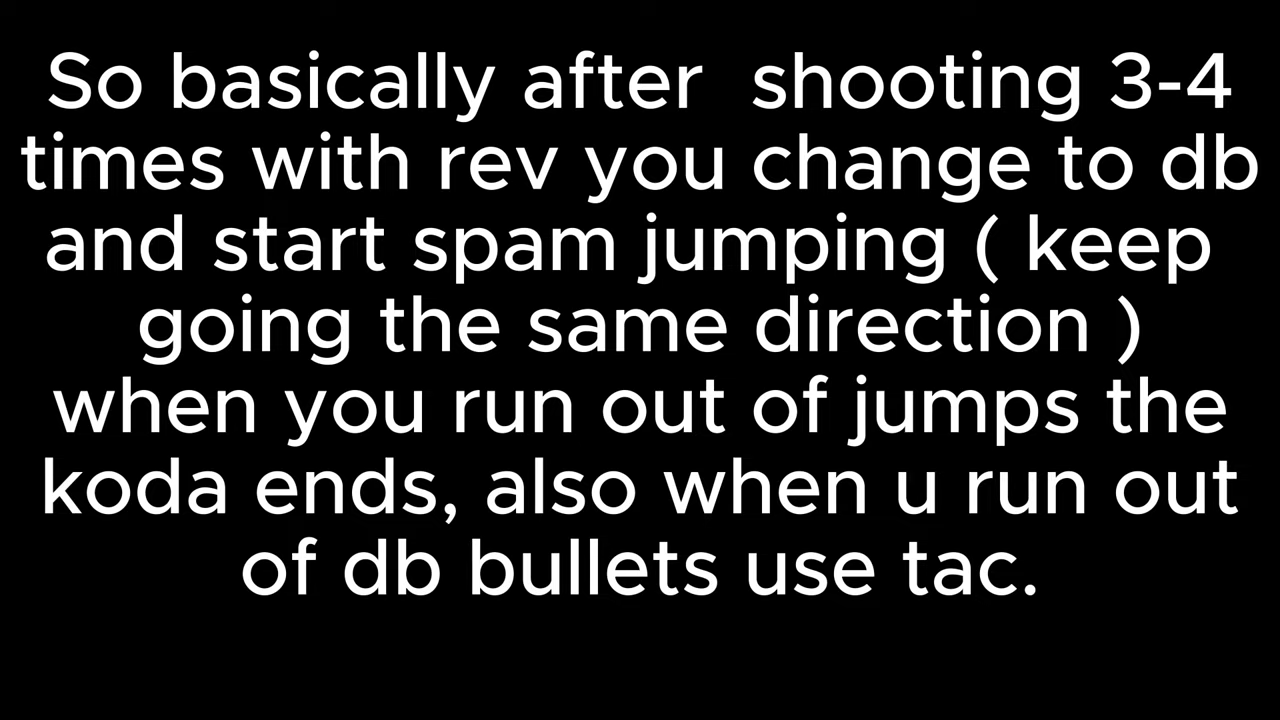 So basically after  shooting 3-4
times with rev you change to db
and start spam jumping ( keep
going the same direction )
when you run out of jumps the
koda ends, also when u run out
of db bullets use tac.